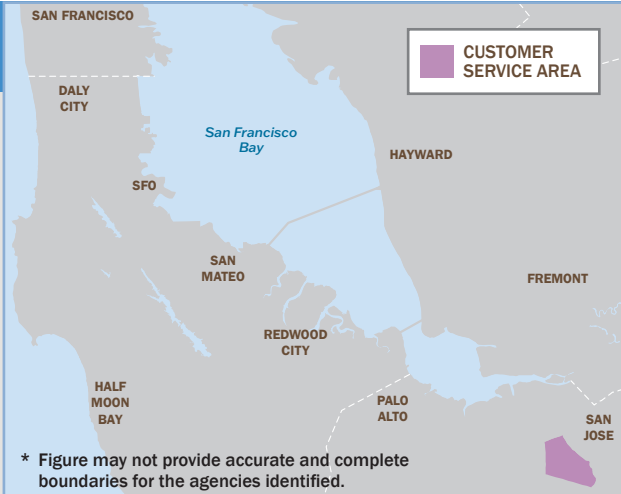 SAN FRANCISCO
CUSTOMER
SERVICE AREA
DALY
CITY
San Francisco
Bay
HAYWARD
SFO
SAN
MATEO
FREMONT
REDWOOD
CITY
HALF
MOON
BAY
PALO
ALTO
SAN
JOSE
* Figure may not provide accurate and complete
boundaries for the agencies identified.